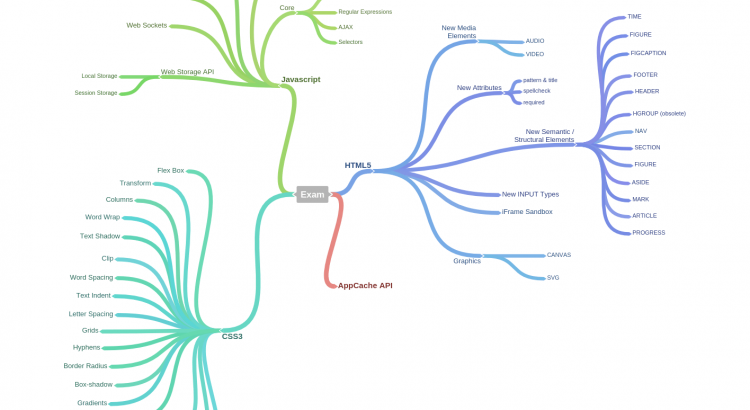 Core
Regular Expressions
AJAX
Selectors
Web Sockets
Local Storage
Web Storage API
Session Storage
Javascript
Exam
HTML5
New Media
Elements
AUDIO
VIDEO
New Attributes
pattern & title
spellcheck
required
New Semantic /
Structural Elements
TIME
FIGURE
FIGCAPTION
FOOTER
HEADER
HGROUP (obsolete)
NAV
SECTION
FIGURE
ASIDE
MARK
ARTICLE
PROGRESS
New INPUT Types
iFrame Sandbox
Graphics
CANVAS
SVG
AppCache API
CSS3
Flex Box
Transform
Columns
Word Wrap
Text Shadow
Clip
Word Spacing
Text Indent
Letter Spacing
Grids
Hyphens
Border Radius
Box-shadow
Gradients